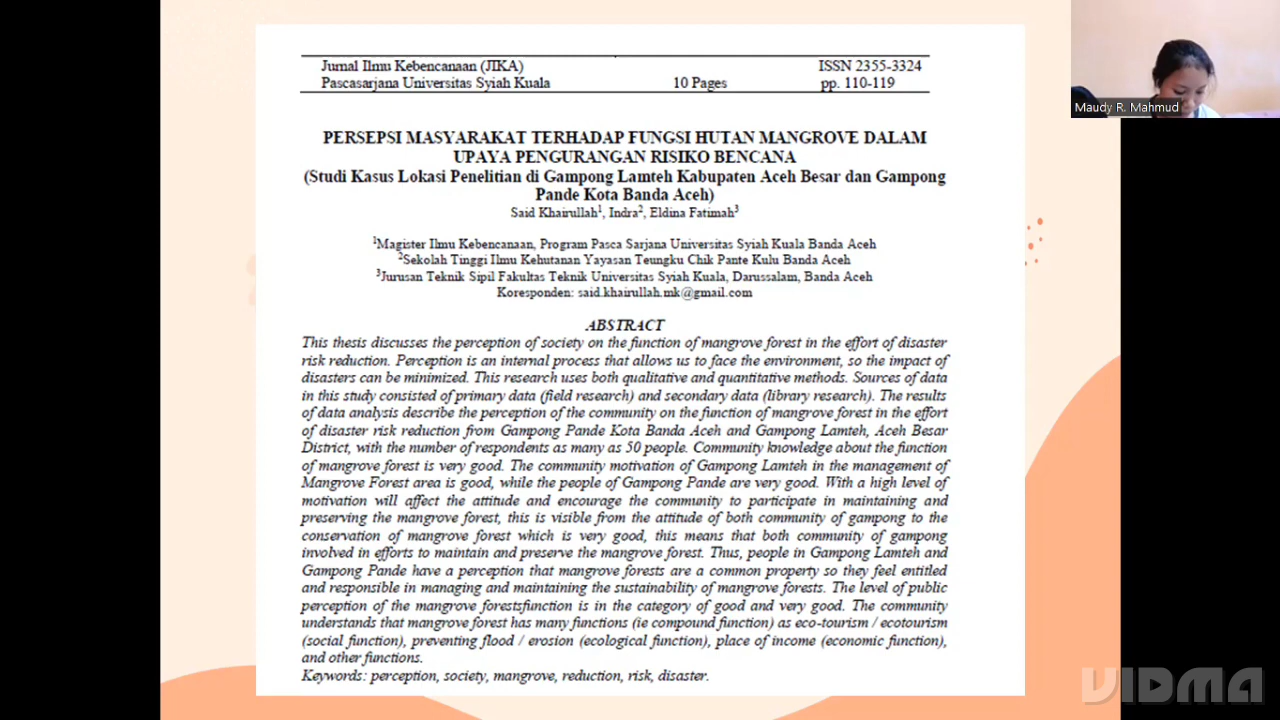 Jurnal Ilmu Kebencanaan (JIKA) ISSN 2355-3324
Pascasarjana Universitas Syiah Kuala 10 Pages pp. 110-119
Maudy R. Mahmud
PERSEPSI MASYARAKAT TERHADAP FUNGSI HUTAN MANGROVE DALAM
UPAYA PENGURANGAN RISIKO BENCANA
(Studi Kasus Lokasi Penelitian di Gampong Lamteh Kabupaten Aceh Besar dan Gampong
Pande Kota Banda Aceh)
Said Khairullah¹, Indra², Eldina Fatimah³
¹Magister Ilmu Kebencanaan, Program Pasca Sarjana Universitas Syiah Kuala Banda Aceh
²Sekolah Tinggi Ilmu Kehutanan Yayasan Teungku Chik Pante Kulu Banda Aceh
³Jurusan Teknik Sipil Fakultas Teknik Universitas Syiah Kuala, Darussalam, Banda Aceh
Koresponden: said.khairullah.mk@gmail.com
ABSTRACT
This thesis discusses the perception of society on the function of mangrove forest in the effort of disaster
risk reduction. Perception is an internal process that allows us to face the environment, so the impact of
disasters can be minimized. This research uses both qualitative and quantitative methods. Sources of data
in this study consisted of primary data (field research) and secondary data (library research). The results
of data analysis describe the perception of the community on the function of mangrove forest in the effort
of disaster risk reduction from Gampong Pande Kota Banda Aceh and Gampong Lamteh, Aceh Besar
District, with the number of respondents as many as 50 people. Community knowledge about the function
of mangrove forest is very good. The community motivation of Gampong Lamteh in the management of
Mangrove Forest area is good, while the people of Gampong Pande are very good. With a high level of
motivation will affect the attitude and encourage the community to participate in maintaining and
preserving the mangrove forest, this is visible from the attitude of both community of gampong to the
conservation of mangrove forest which is very good, this means that both community of gampong
involved in efforts to maintain and preserve the mangrove forest. Thus, people in Gampong Lamteh and
Gampong Pande have a perception that mangrove forests are a common property so they feel entitled
and responsible in managing and maintaining the sustainability of mangrove forests. The level of public
perception of the mangrove forestsfunction is in the category of good and very good. The community
understands that mangrove forest has many functions (ie compound function) as eco-tourism / ecotourism
(social function), preventing flood / erosion (ecological function), place of income (economic function),
and other functions.
Keywords: perception, society, mangrove, reduction, risk, disaster.
VIDMA